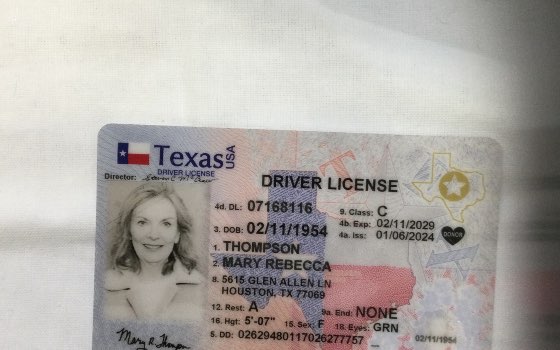 Texas USA
DRIVER LICENSE
Director:
DRIVER LICENSE
4d. DL: 07168116 9. Class: C
4b. Exp: 02/11/2029
3. DOB: 02/11/1954 4a. Iss: 01/06/2024
DONOR
1. THOMPSON
2. MARY REBECCA
8. 5615 GLEN ALLEN LN
HOUSTON, TX 77069
12. Rest: A 9a. End: NONE
16. Hgt: 5'-07" 15. Sex: F 18. Eyes: GRN
5. DD: 02629480117026277757
02/11/1954
Mary R. Thompson